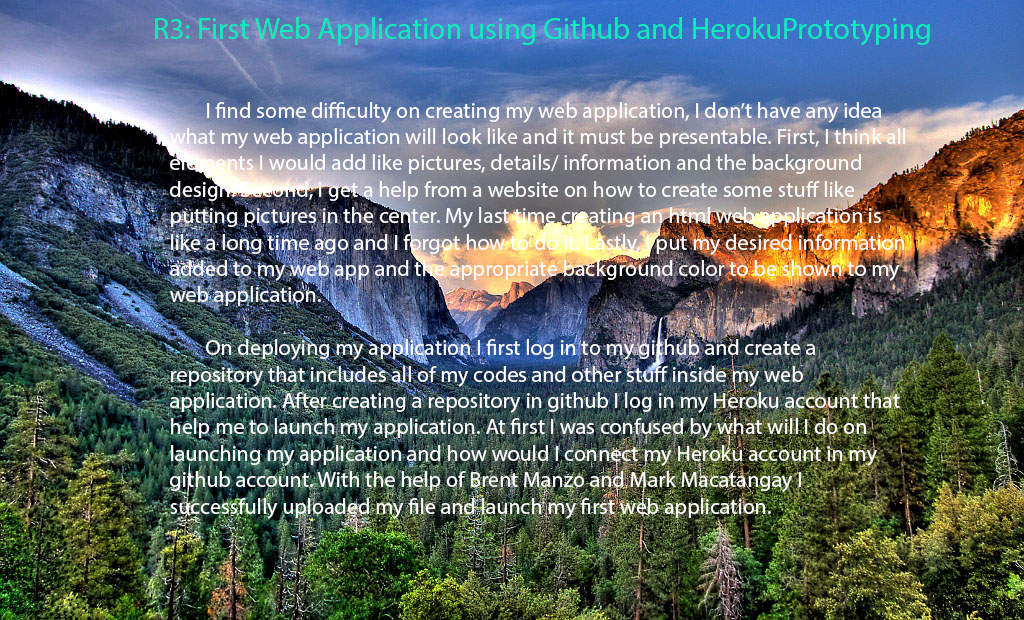 R3: First Web Application using Github and HerokuPrototyping
I find some difficulty on creating my web application, I don’t have any idea
what my web application will look like and it must be presentable. First, I think all
elements I would add like pictures, details/ information and the background
design. Second, I get a help from a website on how to create some stuff like
putting pictures in the center. My last time creating an html web application is
like a long time ago and I forgot how to do it. Lastly, I put my desired information
added to my web app and the appropriate background color to be shown to my
web application.
On deploying my application I first log in to my github and create a
repository that includes all of my codes and other stuff inside my web
application. After creating a repository in github I log in my Heroku account that
help me to launch my application. At first I was confused by what will I do on
launching my application and how would I connect my Heroku account in my
github account. With the help of Brent Manzo and Mark Macatangay I
successfully uploaded my file and launch my first web application.